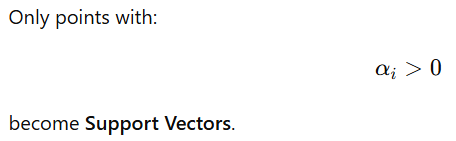 Only points with:
αᵢ > 0
become Support Vectors.